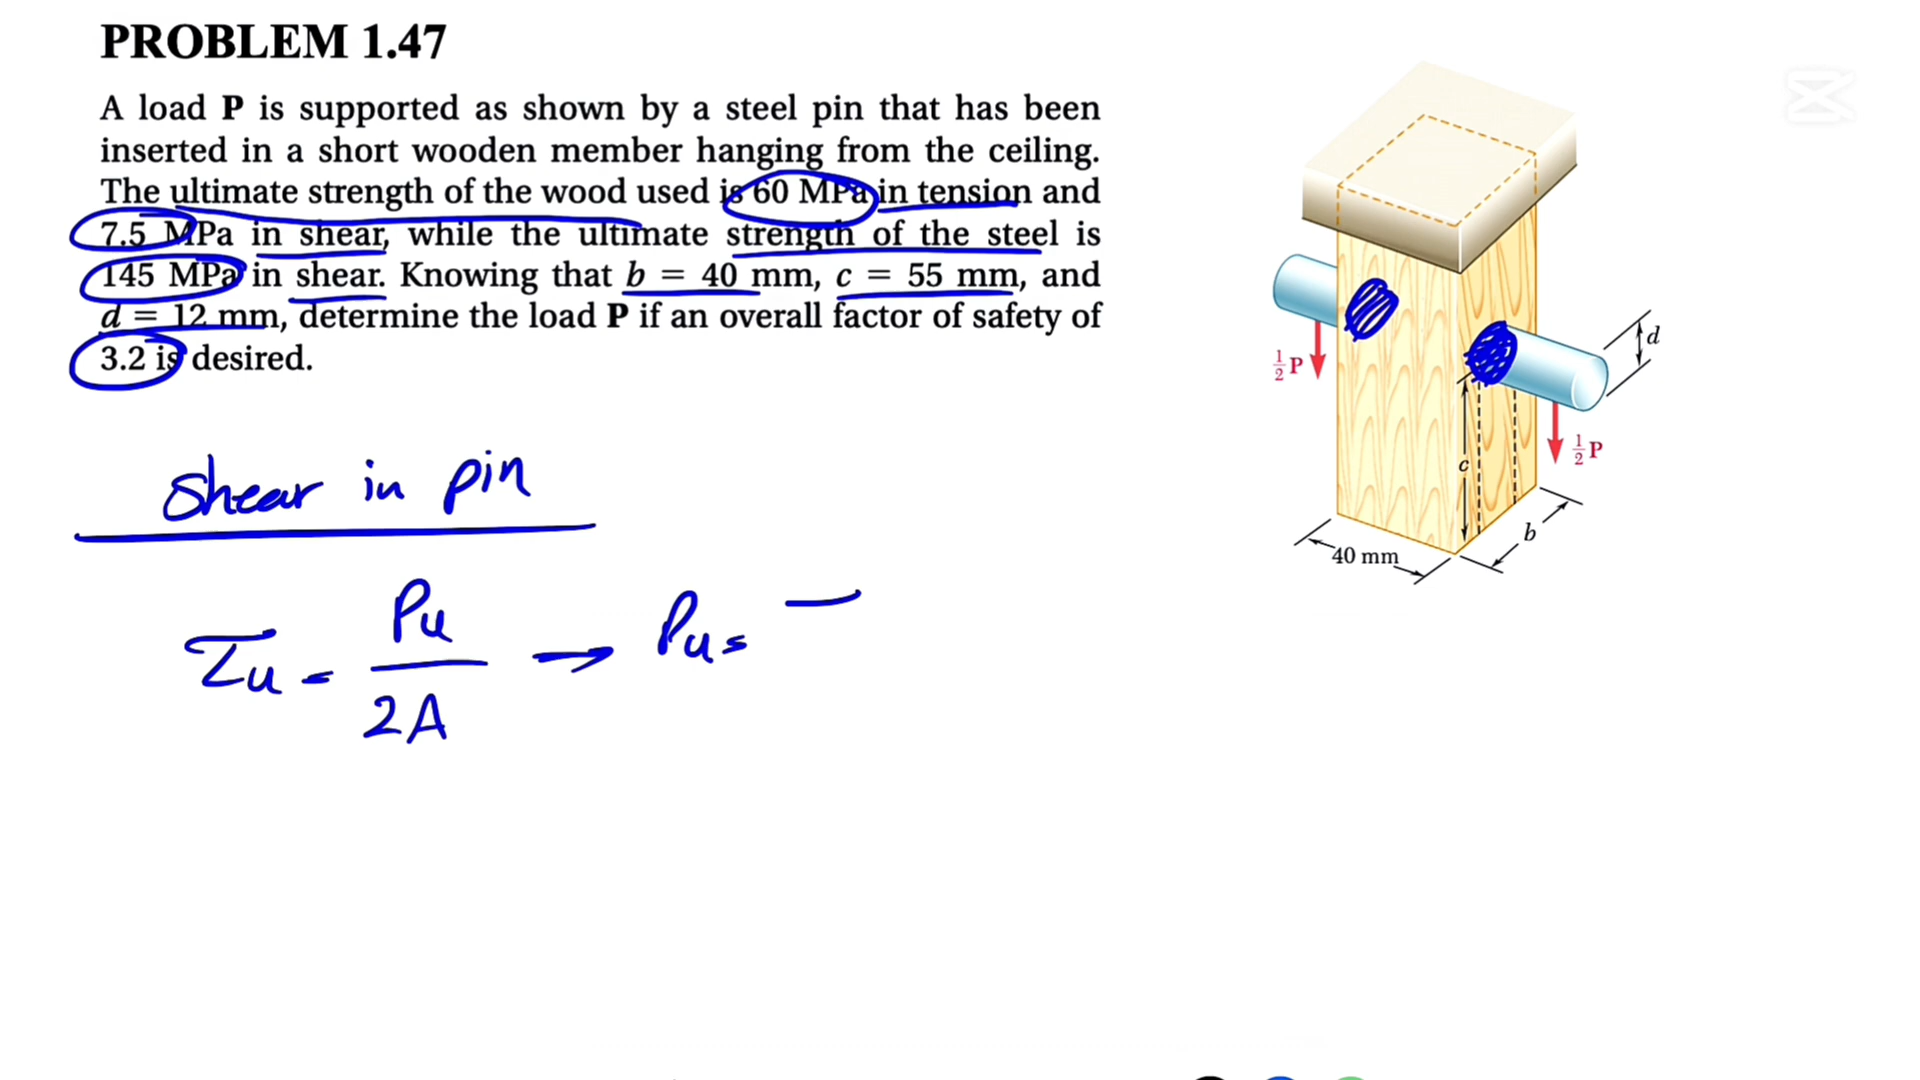 PROBLEM 1.47
A load P is supported as shown by a steel pin that has been
inserted in a short wooden member hanging from the ceiling.
The ultimate strength of the wood used is 60 MPa in tension and
7.5 MPa in shear, while the ultimate strength of the steel is
145 MPa in shear. Knowing that b = 40 mm, c = 55 mm, and
d = 12 mm, determine the load P if an overall factor of safety of
3.2 is desired.
shear in pin
τu = Pu / 2A → Pu =
d
1/2 P
1/2 P
c
b
40 mm